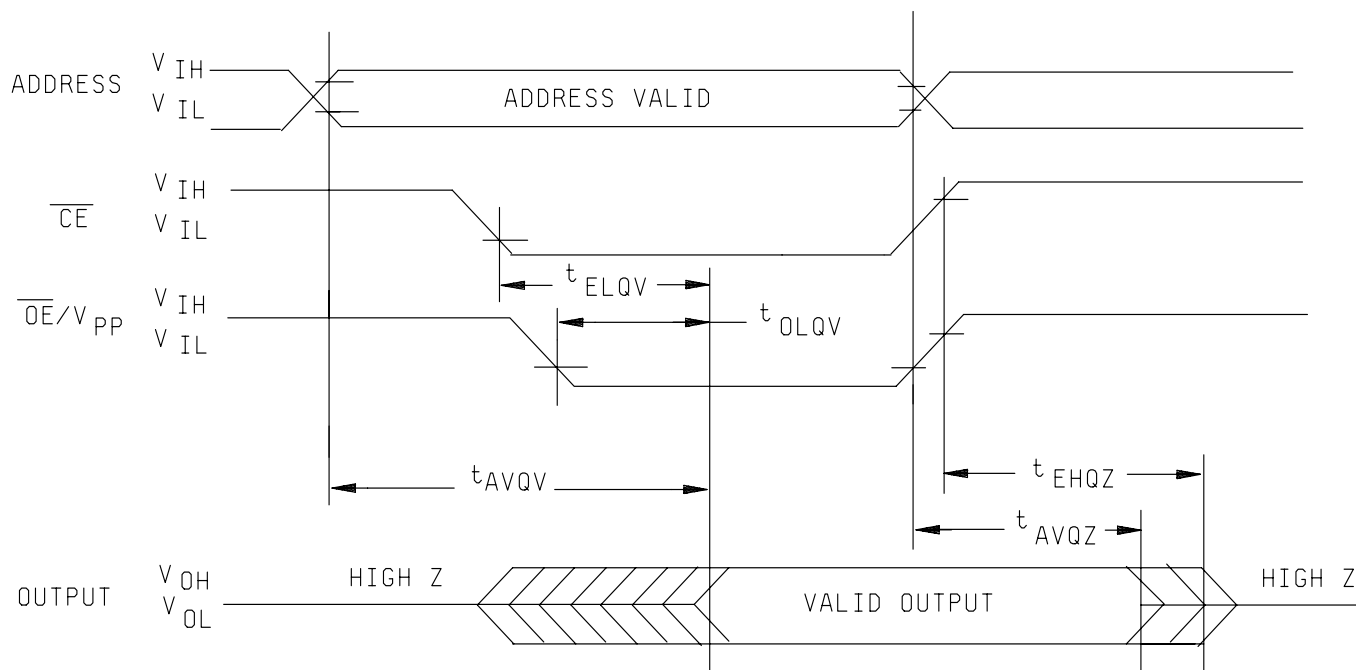 ADDRESS
V IH
V IL
ADDRESS VALID
CE
V IH
V IL
t ELQV
OE/V PP
V IH
V IL
t OLQV
t AVQV
t EHQZ
t AVQZ
OUTPUT
V OH
V OL
HIGH Z
VALID OUTPUT
HIGH Z